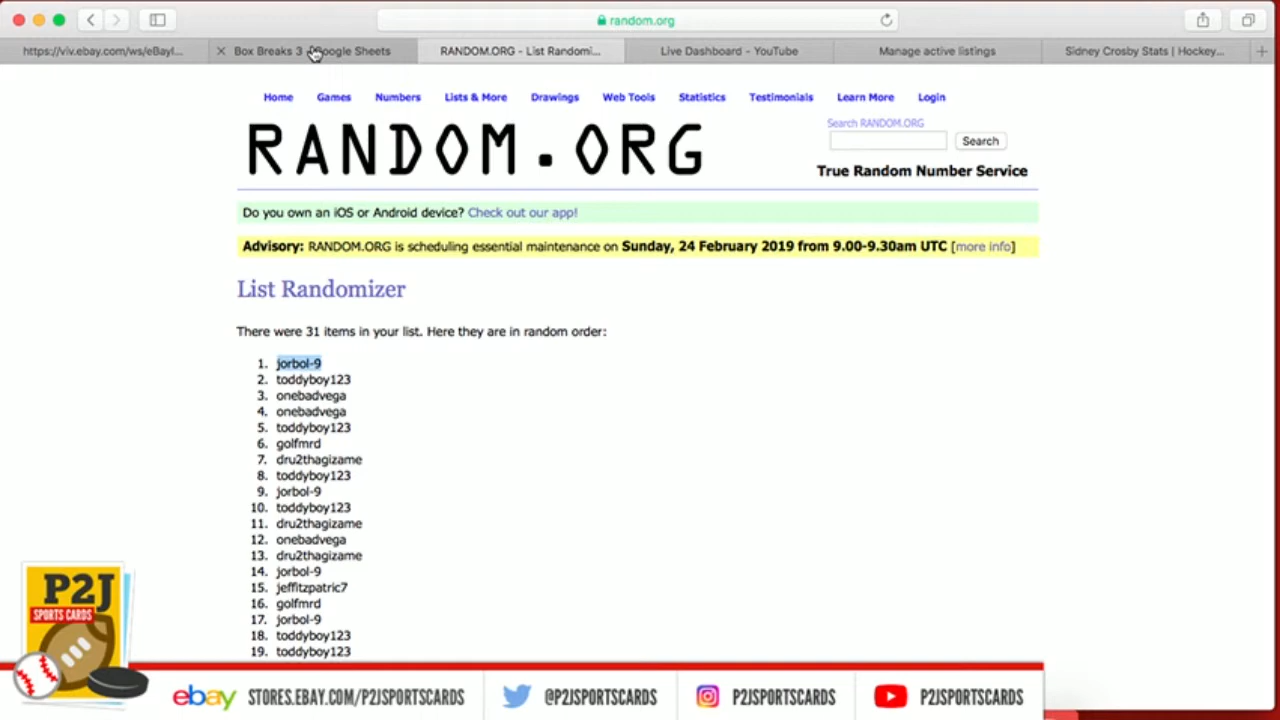 random.org
https://viv.ebay.com/ws/eBayI...
Box Breaks 3 - Google Sheets
RANDOM.ORG - List Randomi...
Live Dashboard - YouTube
Manage active listings
Sidney Crosby Stats | Hockey...
Home Games Numbers Lists & More Drawings Web Tools Statistics Testimonials Learn More Login
RANDOM.ORG
Search RANDOM.ORG
Search
True Random Number Service
Do you own an iOS or Android device? Check out our app!
Advisory: RANDOM.ORG is scheduling essential maintenance on Sunday, 24 February 2019 from 9.00-9.30am UTC [more info]
List Randomizer
There were 31 items in your list. Here they are in random order:
1. jorbol-9
2. toddyboy123
3. onebadvega
4. onebadvega
5. toddyboy123
6. golfmrd
7. dru2thagizame
8. toddyboy123
9. jorbol-9
10. toddyboy123
11. dru2thagizame
12. onebadvega
13. dru2thagizame
14. jorbol-9
15. jeffitzpatric7
16. golfmrd
17. jorbol-9
18. toddyboy123
19. toddyboy123
P2J
SPORTS CARDS
ebay STORES.EBAY.COM/P2JSPORTSCARDS
@P2JSPORTSCARDS
P2JSPORTSCARDS
P2JSPORTSCARDS